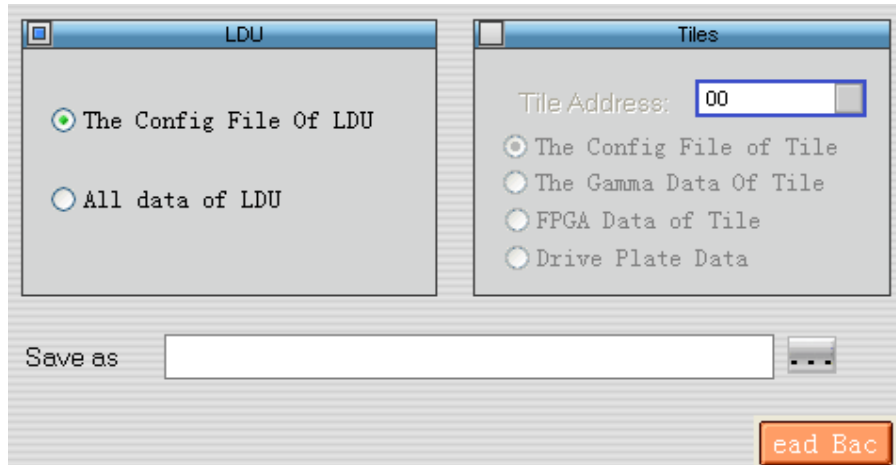 LDU
The Config File Of LDU
All data of LDU
Tiles
Tile Address: 00
The Config File of Tile
The Gamma Data Of Tile
FPGA Data of Tile
Drive Plate Data
Save as
...
ead Bac